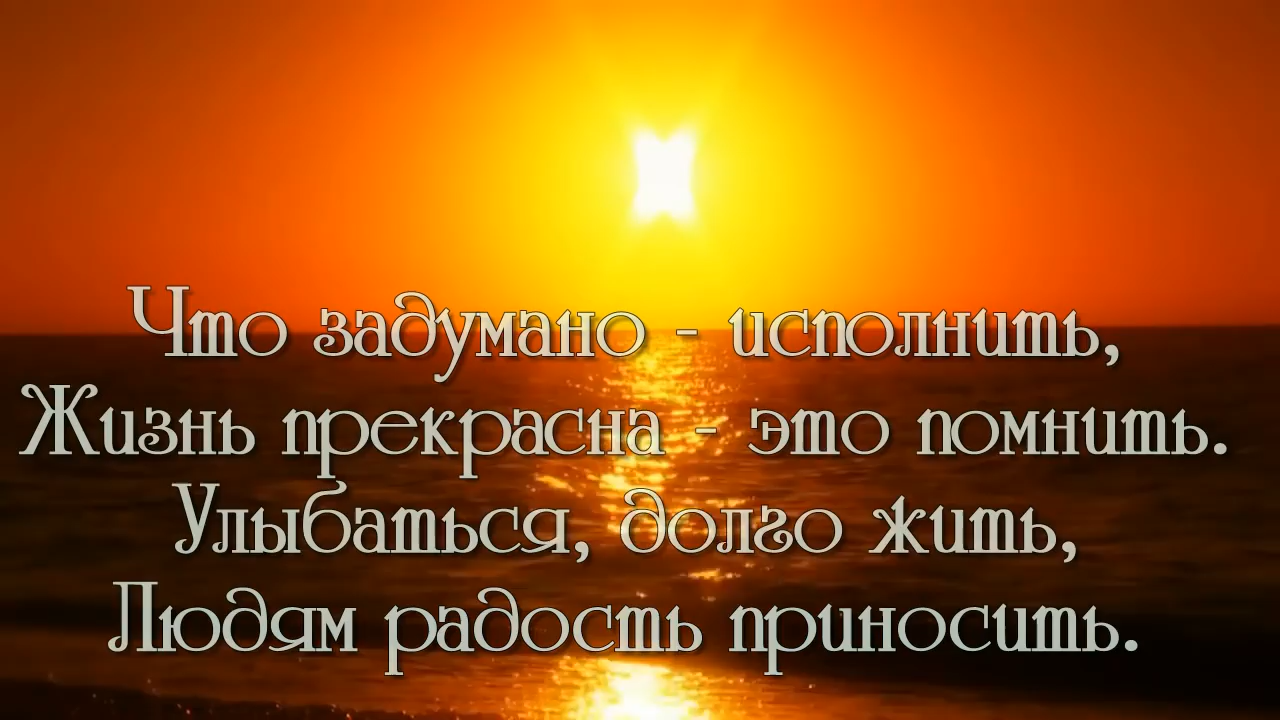 Что задумано - исполнить,
Жизнь прекрасна - это помнить.
Улыбаться, долго жить,
Людям радость приносить.